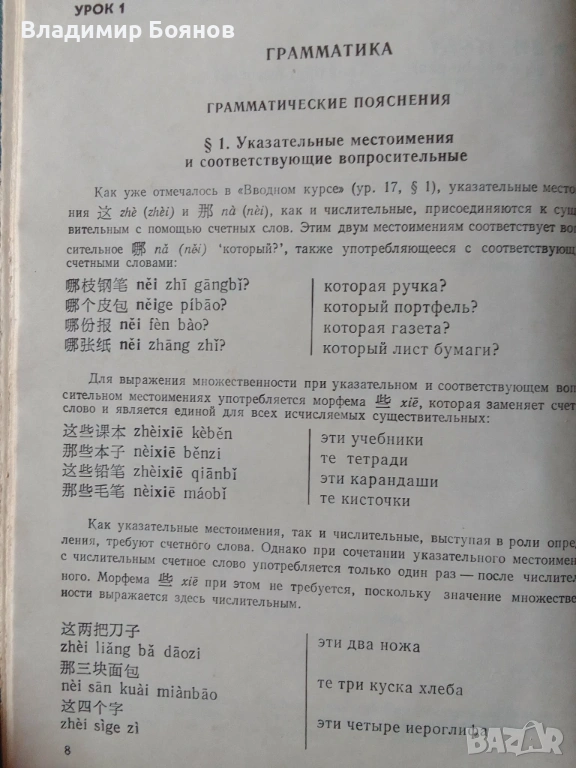 УРОК 1
Владимир Боянов
ГРАММАТИКА
ГРАММАТИЧЕСКИЕ ПОЯСНЕНИЯ
§ 1. Указательные местоимения
и соответствующие вопросительные
Как уже отмечалось в «Вводном курсе» (ур. 17, § 1), указательные место
ния 这 zhè (zhèi) и 那 nà (nèi), как и числительные, присоединяются к сущ
вительным с помощью счетных слов. Этим двум местоимениям соответствует воп
сительное 哪 nǎ (něi) ‘который?’, также употребляющееся с соответствующ
счетными словами:
哪枝钢笔 něi zhī gāngbǐ? которая ручка?
哪个皮包 něige píbāo? который портфель?
哪份报 něi fèn bào? которая газета?
哪张纸 něi zhāng zhǐ? который лист бумаги?
Для выражения множественности при указательном и соответствующем воп
сительном местоимениях употребляется морфема 些 xiē, которая заменяет счет
слово и является единой для всех исчисляемых существительных:
这些课本 zhèixiē kèběn эти учебники
那些本子 nèixiē běnzi те тетради
这些铅笔 zhèixiē qiānbǐ эти карандаши
那些毛笔 nèixiē máobǐ те кисточки
Как указательные местоимения, так и числительные, выступая в роли опре
ления, требуют счетного слова. Однако при сочетании указательного местоимен
с числительным счетное слово употребляется только один раз — после числител
ного. Морфема 些 xiē при этом не требуется, поскольку значение множестве
ности выражается здесь числительным.
这两把刀子
zhèi liǎng bǎ dāozi эти два ножа
那三块面包
nèi sān kuài miànbāo те три куска хлеба
这四个字
zhèi sìge zì эти четыре иероглифа
8
BAZAR